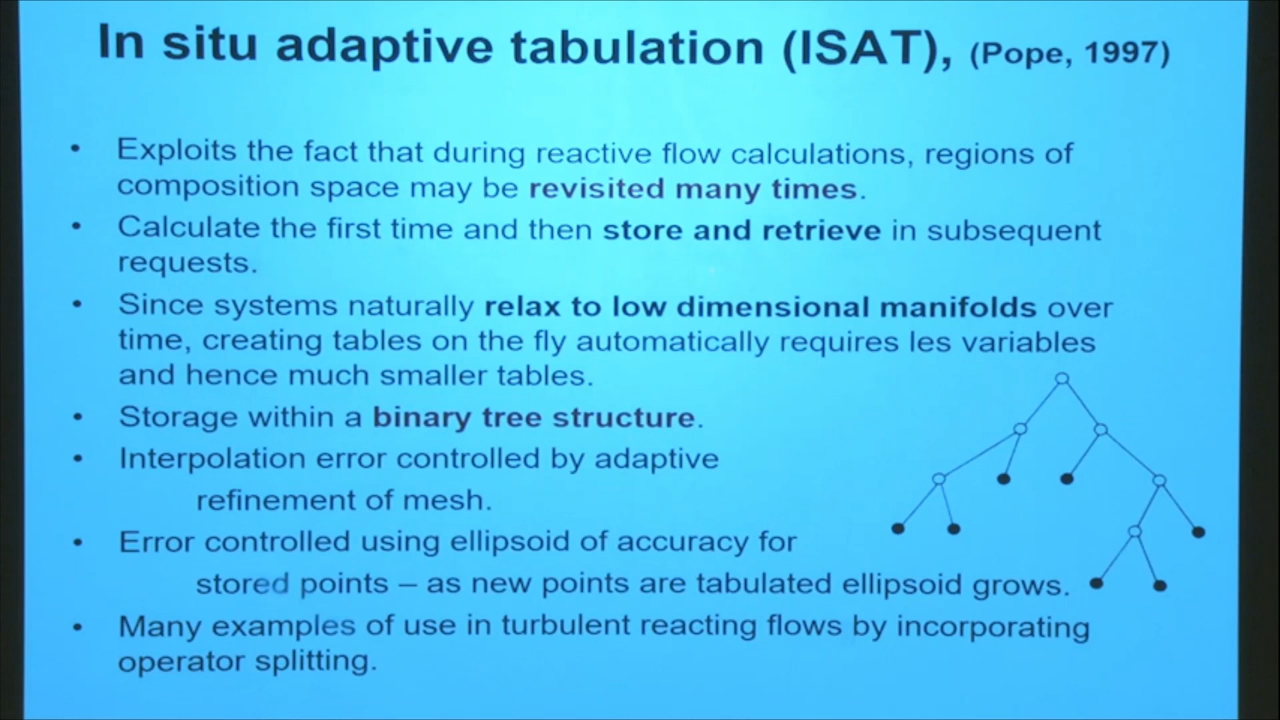 In situ adaptive tabulation (ISAT), (Pope, 1997)
• Exploits the fact that during reactive flow calculations, regions of
composition space may be revisited many times.
• Calculate the first time and then store and retrieve in subsequent
requests.
• Since systems naturally relax to low dimensional manifolds over
time, creating tables on the fly automatically requires les variables
and hence much smaller tables.
• Storage within a binary tree structure.
• Interpolation error controlled by adaptive
refinement of mesh.
• Error controlled using ellipsoid of accuracy for
stored points – as new points are tabulated ellipsoid grows.
• Many examples of use in turbulent reacting flows by incorporating
operator splitting.